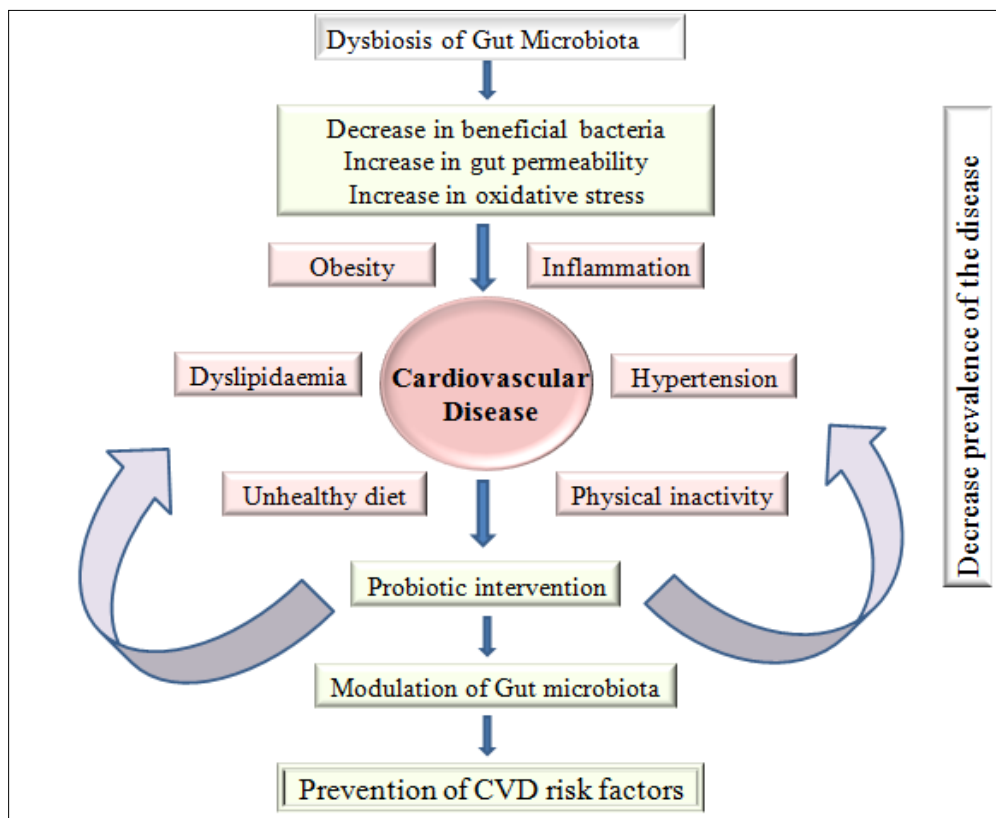 Dysbiosis of Gut Microbiota
Decrease in beneficial bacteria
Increase in gut permeability
Increase in oxidative stress
Obesity
Inflammation
Dyslipidaemia
Cardiovascular
Disease
Hypertension
Unhealthy diet
Physical inactivity
Probiotic intervention
Modulation of Gut microbiota
Prevention of CVD risk factors
Decrease prevalence of the disease